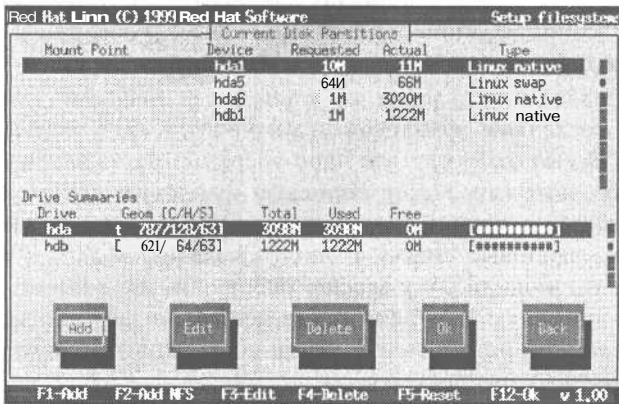 Red Hat Linn (C) 1999 Red Hat Software Setup filesystems
Current Disk Partitions
Mount Point Device Requested Actual Type
hda1 10M 11M Linux native
hda5 64И 66M Linux swap
hda6 1M 3020M Linux native
hdb1 1M 1222M Linux native
Drive Summaries
Drive Geom [C/H/S] Total Used Free
hda t 787/128/63] 3098M 3098M 0M [**********]
hdb [ 621/ 64/63] 1222M 1222M 0M [**********]
Add Edit Delete Ok Back
F1-Add F2-Add NFS F3-Edit F4-Delete F5-Reset F12-Ok v 1.00